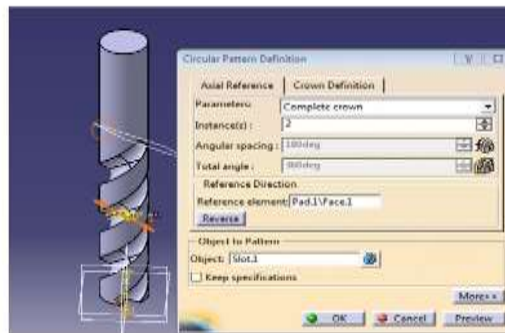 Circular Pattern Definition
Axial Reference
Crown Definition
Parameters:
Complete crown
Instance(s) :
2
Angular spacing :
180deg
Total angle :
360deg
Reference Direction
Reference element:
Pad.1\Face.1
Reverse
Object to Pattern
Object:
Slot.1
Keep specifications
More>>
OK
Cancel
Preview